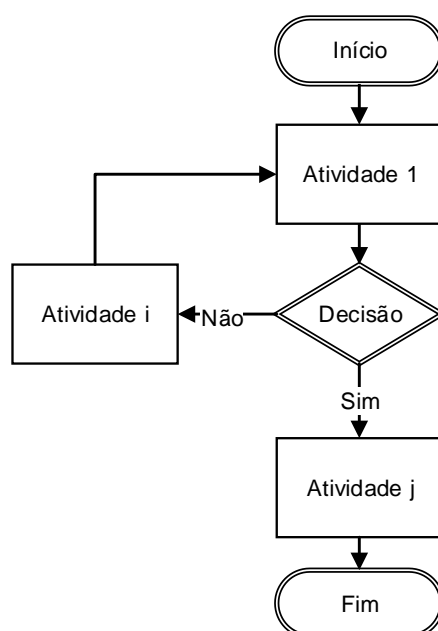 Início
Atividade 1
Atividade i
Não
Decisão
Sim
Atividade j
Fim